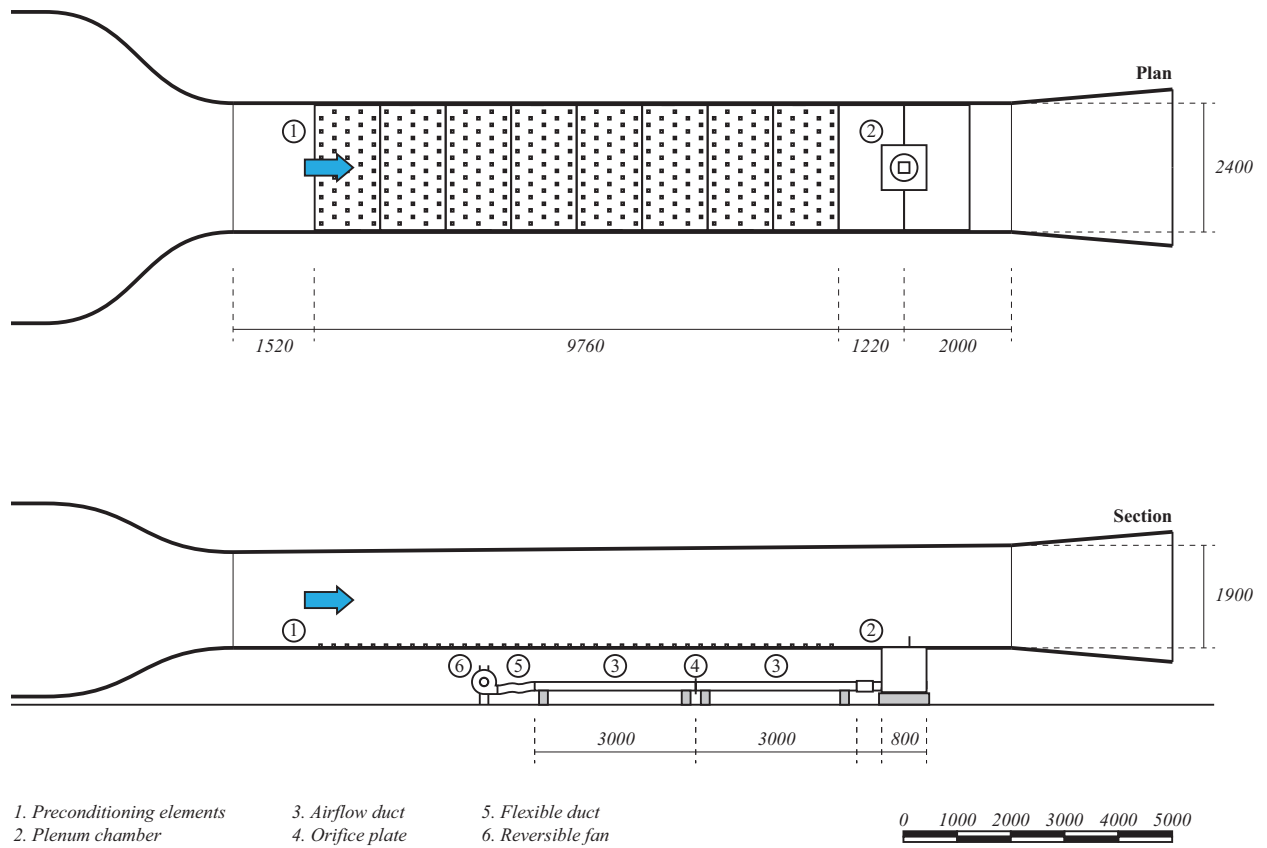 Plan
1
2
2400
1520
9760
1220
2000
Section
1900
1
2
6
5
3
4
3
3000
3000
800
1. Preconditioning elements
3. Airflow duct
5. Flexible duct
2. Plenum chamber
4. Orifice plate
6. Reversible fan
0 1000 2000 3000 4000 5000